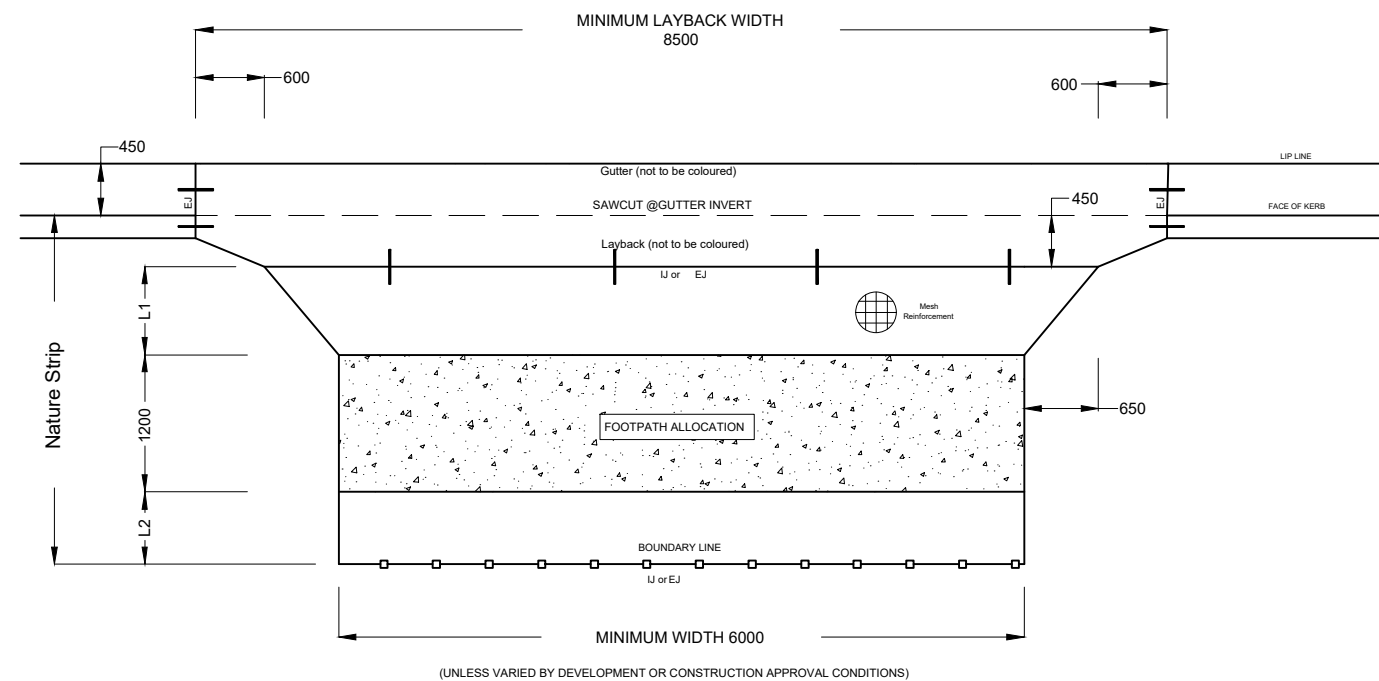 MINIMUM LAYBACK WIDTH
8500
600
600
450
LIP LINE
Gutter (not to be coloured)
EJ
SAWCUT @GUTTER INVERT
450
EJ
FACE OF KERB
Layback (not to be coloured)
IJ or EJ
L1
Mesh
Reinforcement
Nature Strip
1200
650
FOOTPATH ALLOCATION
L2
BOUNDARY LINE
IJ or EJ
MINIMUM WIDTH 6000
(UNLESS VARIED BY DEVELOPMENT OR CONSTRUCTION APPROVAL CONDITIONS)